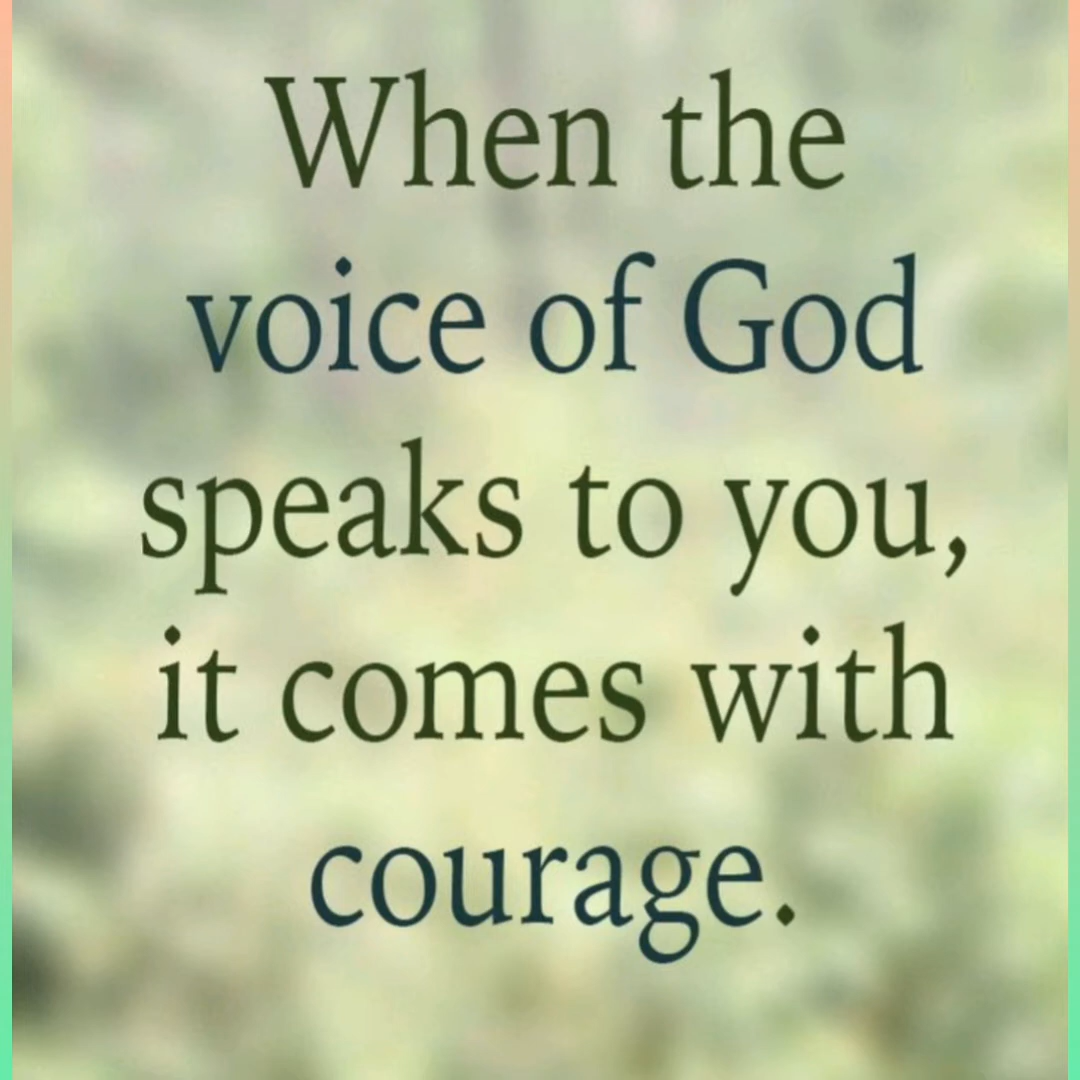 When the
voice of God
speaks to you,
it comes with
courage.